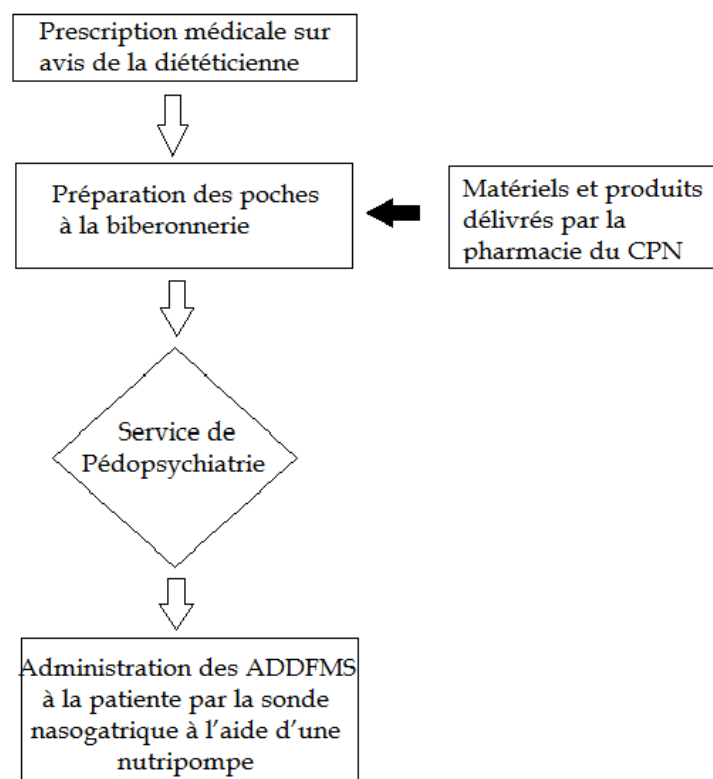 Prescription médicale sur
avis de la diététicienne
Préparation des poches
à la biberonnerie
Matériels et produits
délivrés par la
pharmacie du CPN
Service de
Pédopsychiatrie
Administration des ADDFMS
à la patiente par la sonde
nasogatrique à l'aide d'une
nutripompe